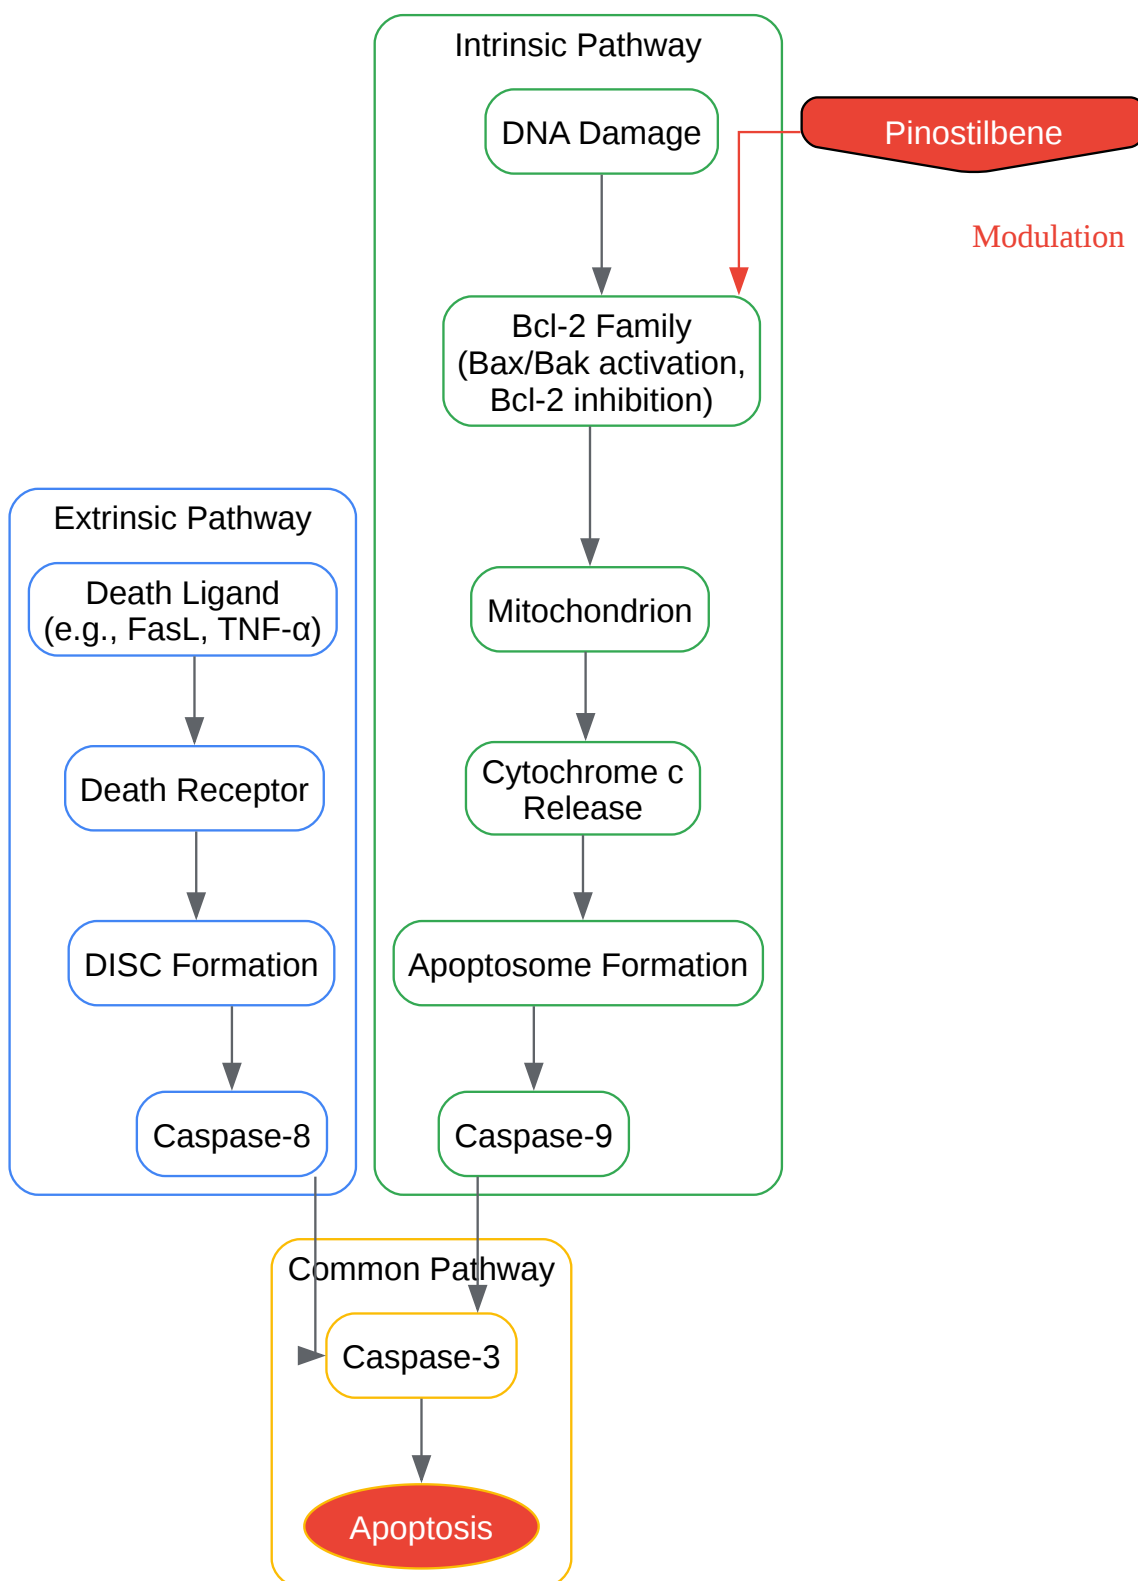 Intrinsic Pathway
DNA Damage
Pinostilbene
Modulation
Bcl-2 Family
(Bax/Bak activation,
Bcl-2 inhibition)
Mitochondrion
Cytochrome c
Release
Apoptosome Formation
Caspase-9
Extrinsic Pathway
Death Ligand
(e.g., FasL, TNF-α)
Death Receptor
DISC Formation
Caspase-8
Common Pathway
Caspase-3
Apoptosis